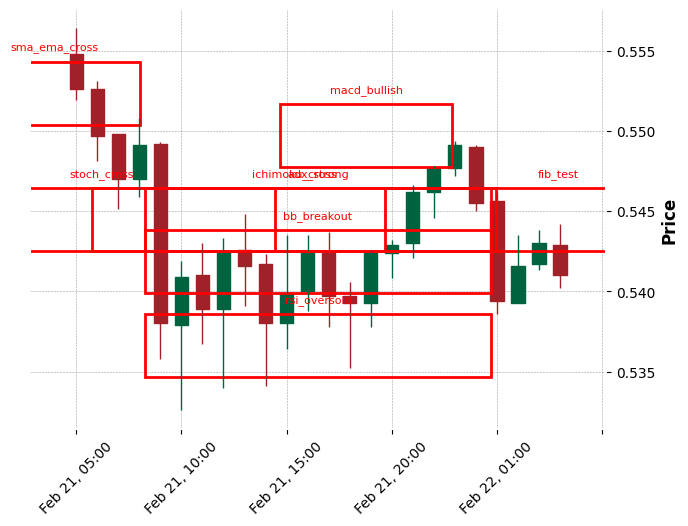 sma_ema_cross
macd_bullish
stoch_cross
ichimoku_cross
adx_strong
fib_test
bb_breakout
rsi_oversold
0.555
0.550
0.545
0.540
0.535
Price
Feb 21, 05:00
Feb 21, 10:00
Feb 21, 15:00
Feb 21, 20:00
Feb 22, 01:00